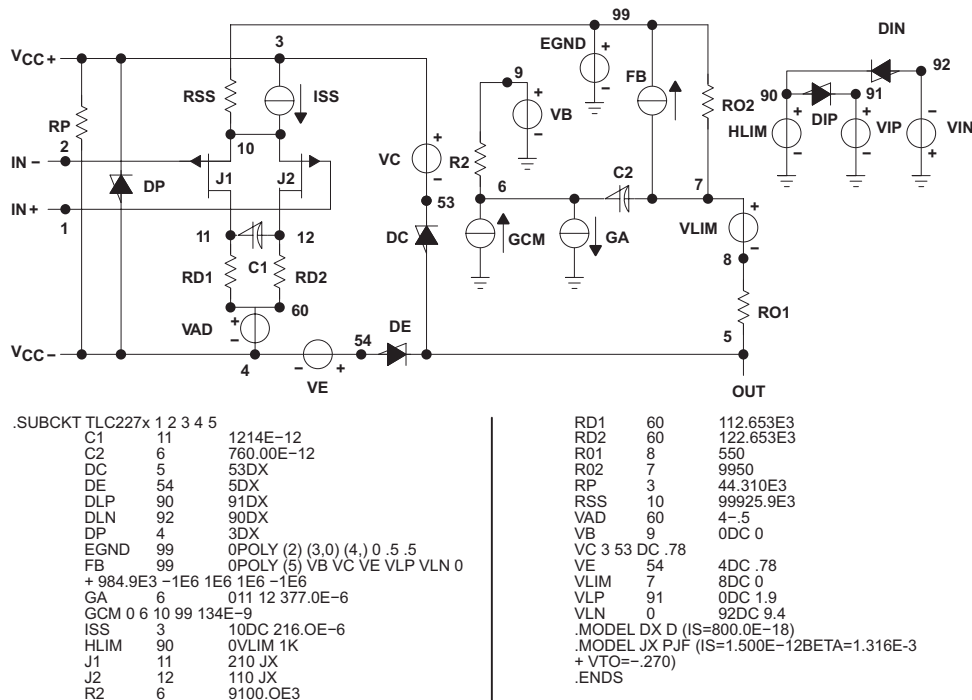 99
DIN
VCC+
3
EGND
+
−
FB
92
9
RSS
ISS
+
VB
−
RO2
90
91
RP
HLIM
+
−
DIP
+
−
VIP
−
+
VIN
2
IN −
10
VC
+
−
R2
J1
J2
DP
6
C2
7
IN+
1
53
+
VLIM
−
DC
GCM
GA
11
12
C1
8
RD1
RD2
60
+
VAD
−
RO1
DE
54
5
VCC−
4
−
+
VE
OUT
.SUBCKT TLC227x 1 2 3 4 5
C1 11 1214E−12
C2 6 760.00E−12
DC 5 53DX
DE 54 5DX
DLP 90 91DX
DLN 92 90DX
DP 4 3DX
EGND 99 0POLY (2) (3,0) (4,) 0 .5 .5
FB 99 0POLY (5) VB VC VE VLP VLN 0
+ 984.9E3 −1E6 1E6 1E6 −1E6
GA 6 011 12 377.0E−6
GCM 0 6 10 99 134E−9
ISS 3 10DC 216.OE−6
HLIM 90 0VLIM 1K
J1 11 210 JX
J2 12 110 JX
R2 6 9100.OE3
RD1 60 112.653E3
RD2 60 122.653E3
R01 8 550
R02 7 9950
RP 3 44.310E3
RSS 10 99925.9E3
VAD 60 4−.5
VB 9 0DC 0
VC 3 53 DC .78
VE 54 4DC .78
VLIM 7 8DC 0
VLP 91 0DC 1.9
VLN 0 92DC 9.4
.MODEL DX D (IS=800.0E−18)
.MODEL JX PJF (IS=1.500E−12BETA=1.316E-3
+ VTO=−.270)
.ENDS